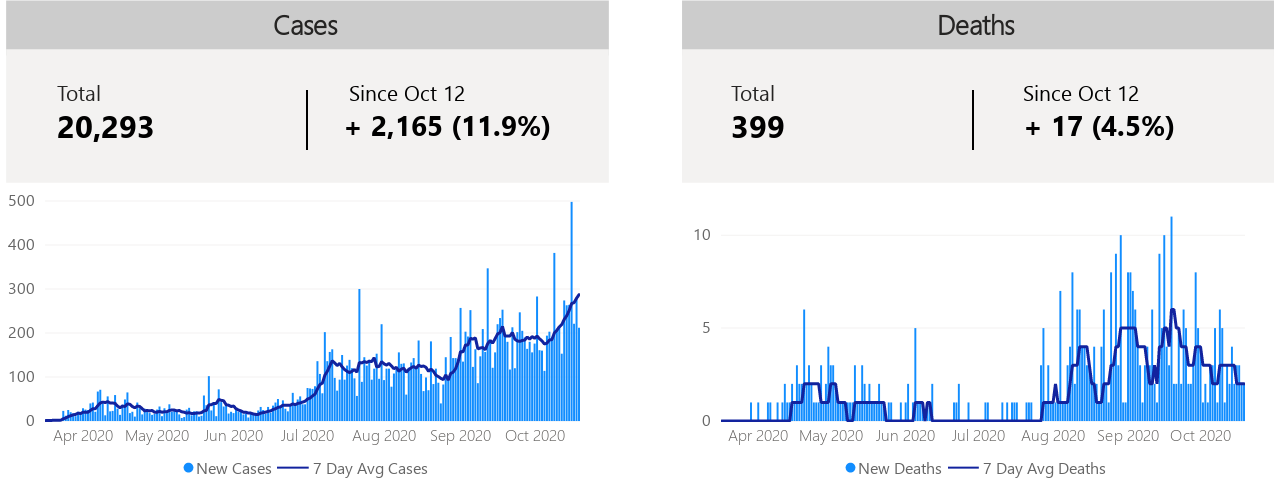 Cases
Total
Since Oct 12
20,293
+ 2,165 (11.9%)
500
400
300
200
100
0
Apr 2020 May 2020 Jun 2020 Jul 2020 Aug 2020 Sep 2020 Oct 2020
New Cases 7 Day Avg Cases
Deaths
Total
Since Oct 12
399
+ 17 (4.5%)
10
5
0
Apr 2020 May 2020 Jun 2020 Jul 2020 Aug 2020 Sep 2020 Oct 2020
New Deaths 7 Day Avg Deaths